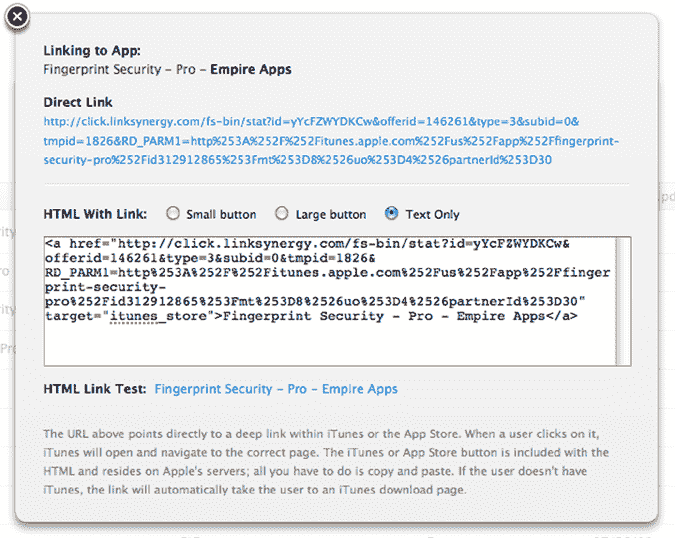 Linking to App:
Fingerprint Security – Pro – Empire Apps
Direct Link
http://click.linksynergy.com/fs-bin/stat?id=yYcFZWYDKCw&offerid=146261&type=3&subid=0&
tmpid=1826&RD_PARM1=http%253A%252F%252Fitunes.apple.com%252Fus%252Fapp%252Ffingerprint-
security-pro%252Fid312912865%253Fmt%253D8%2526uo%253D4%2526partnerId%253D30
HTML With Link: Small button Large button Text Only
<a href="http://click.linksynergy.com/fs-bin/stat?id=yYcFZWYDKCw&
offerid=146261&type=3&subid=0&tmpid=1826&
RD_PARM1=http%253A%252F%252Fitunes.apple.com%252Fus%252Fapp%252Ffinger
print-security-
pro%252Fid312912865%253Fmt%253D8%2526uo%253D4%2526partnerId%253D30"
target="itunes_store">Fingerprint Security – Pro – Empire Apps</a>
HTML Link Test: Fingerprint Security – Pro – Empire Apps
The URL above points directly to a deep link within iTunes or the App Store. When a user clicks on it,
iTunes will open and navigate to the correct page. The iTunes or App Store button is included with the
HTML and resides on Apple's servers; all you have to do is copy and paste. If the user doesn't have
iTunes, the link will automatically take the user to an iTunes download page.